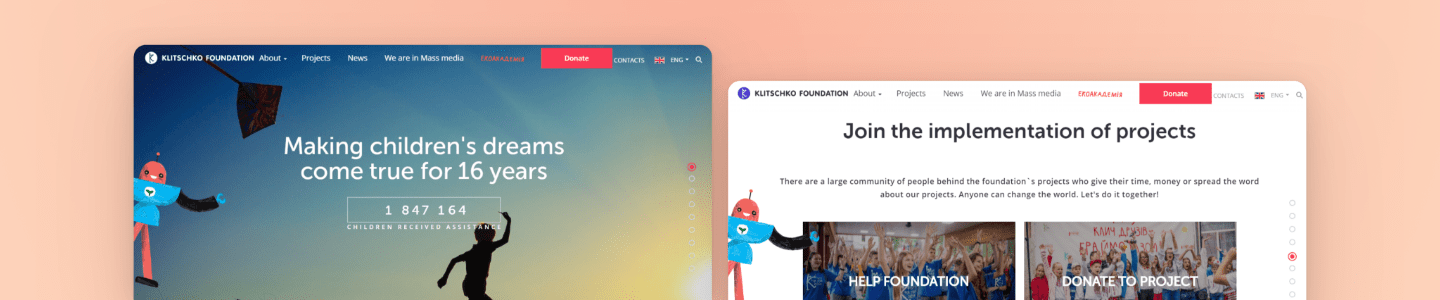 KLITSCHKO FOUNDATION About Projects News We are in Mass media ЕКОАКАДЕМІЯ Donate CONTACTS ENG
Making children's dreams
come true for 16 years
1 847 164
CHILDREN RECEIVED ASSISTANCE
KLITSCHKO FOUNDATION About Projects News We are in Mass media ЕКОАКАДЕМІЯ Donate CONTACTS ENG
Join the implementation of projects
There are a large community of people behind the foundation`s projects who give their time, money or spread the word
about our projects. Anyone can change the world. Let's do it together!
HELP FOUNDATION
КЛИЧ ДРУЗІВ
DONATE TO PROJECT